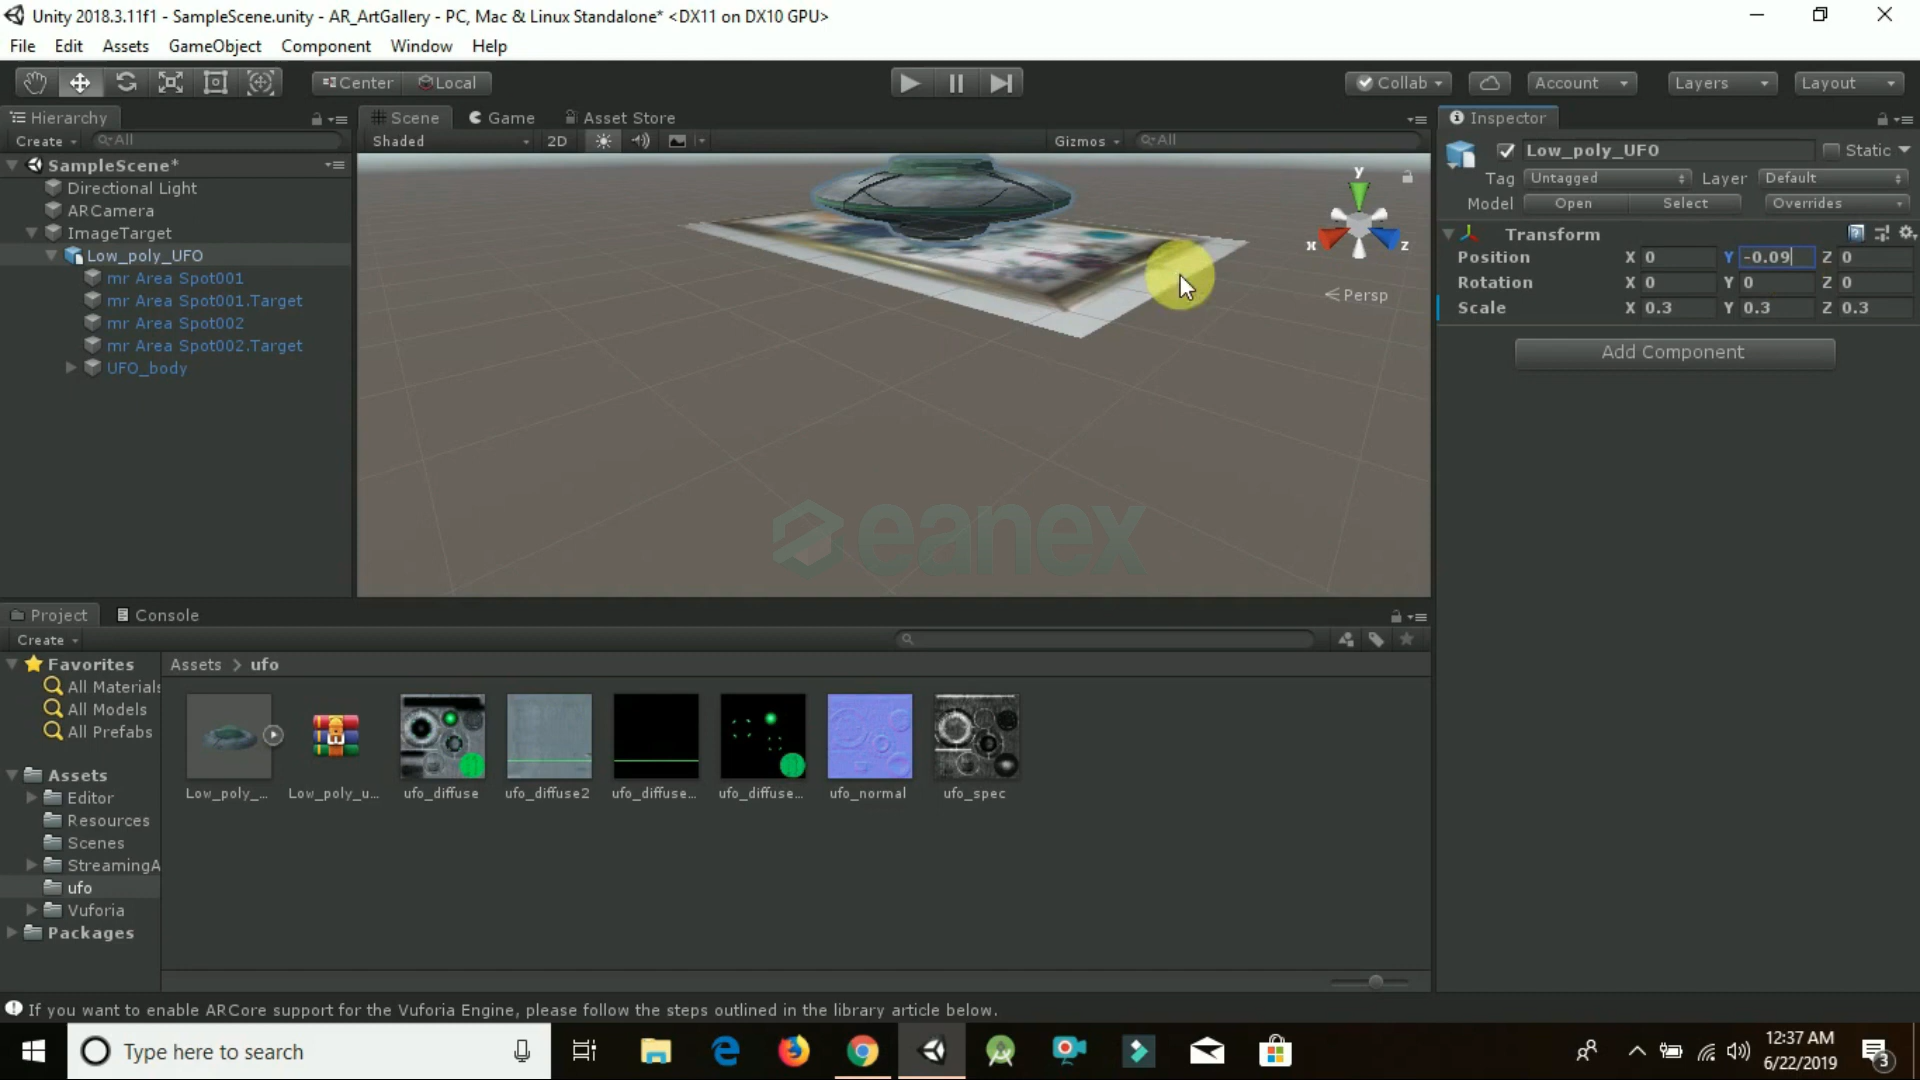 Unity 2018.3.11f1 - SampleScene.unity - AR_ArtGallery - PC, Mac & Linux Standalone* <DX11 on DX10 GPU>
File Edit Assets GameObject Component Window Help
Center Local Collab Account Layers Layout
Hierarchy
Create All
SampleScene*
Directional Light
ARCamera
ImageTarget
Low_poly_UFO
mr Area Spot001
mr Area Spot001.Target
mr Area Spot002
mr Area Spot002.Target
UFO_body
Scene Game Asset Store
Shaded 2D Gizmos All
y
x z
Persp
eanex
Inspector
Low_poly_UFO Static
Tag Untagged Layer Default
Model Open Select Overrides
Transform
Position X 0 Y -0.09 Z 0
Rotation X 0 Y 0 Z 0
Scale X 0.3 Y 0.3 Z 0.3
Add Component
Project Console
Create
Favorites
All Materials
All Models
All Prefabs
Assets
Editor
Resources
Scenes
StreamingA
ufo
Vuforia
Packages
Assets > ufo
Low_poly_... Low_poly_u... ufo_diffuse ufo_diffuse2 ufo_diffuse... ufo_diffuse... ufo_normal ufo_spec
If you want to enable ARCore support for the Vuforia Engine, please follow the steps outlined in the library article below.
Type here to search
12:37 AM
6/22/2019
3